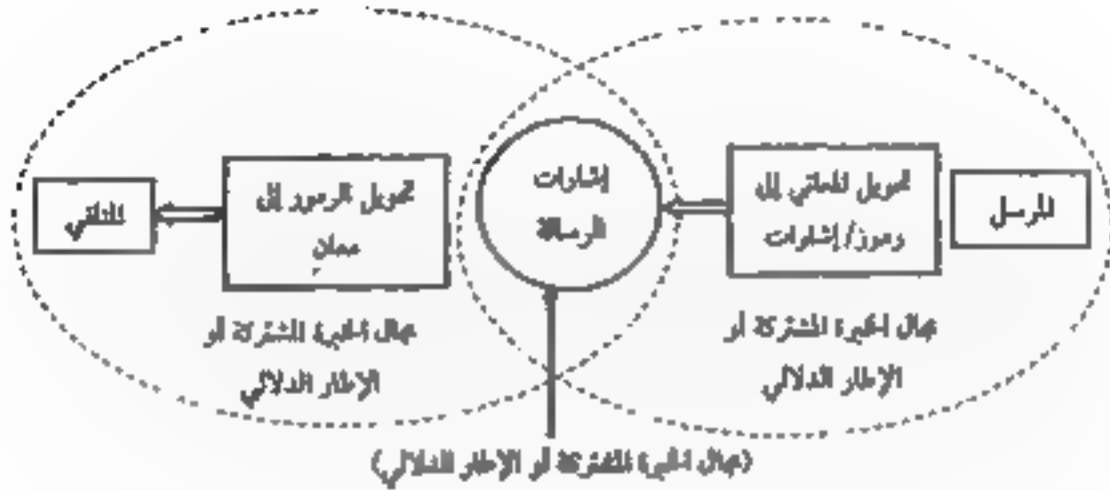 المرسل
تحويل المعاني إلى
رموز/إشارات
إشارات
الرسالة
تحويل الرموز إلى
معان
المتلقي
مجال الخبرة المشتركة أو
الإطار الدلالي
مجال الخبرة المشتركة أو
الإطار الدلالي
(مجال الخبرة المشتركة أو الإطار الدلالي)